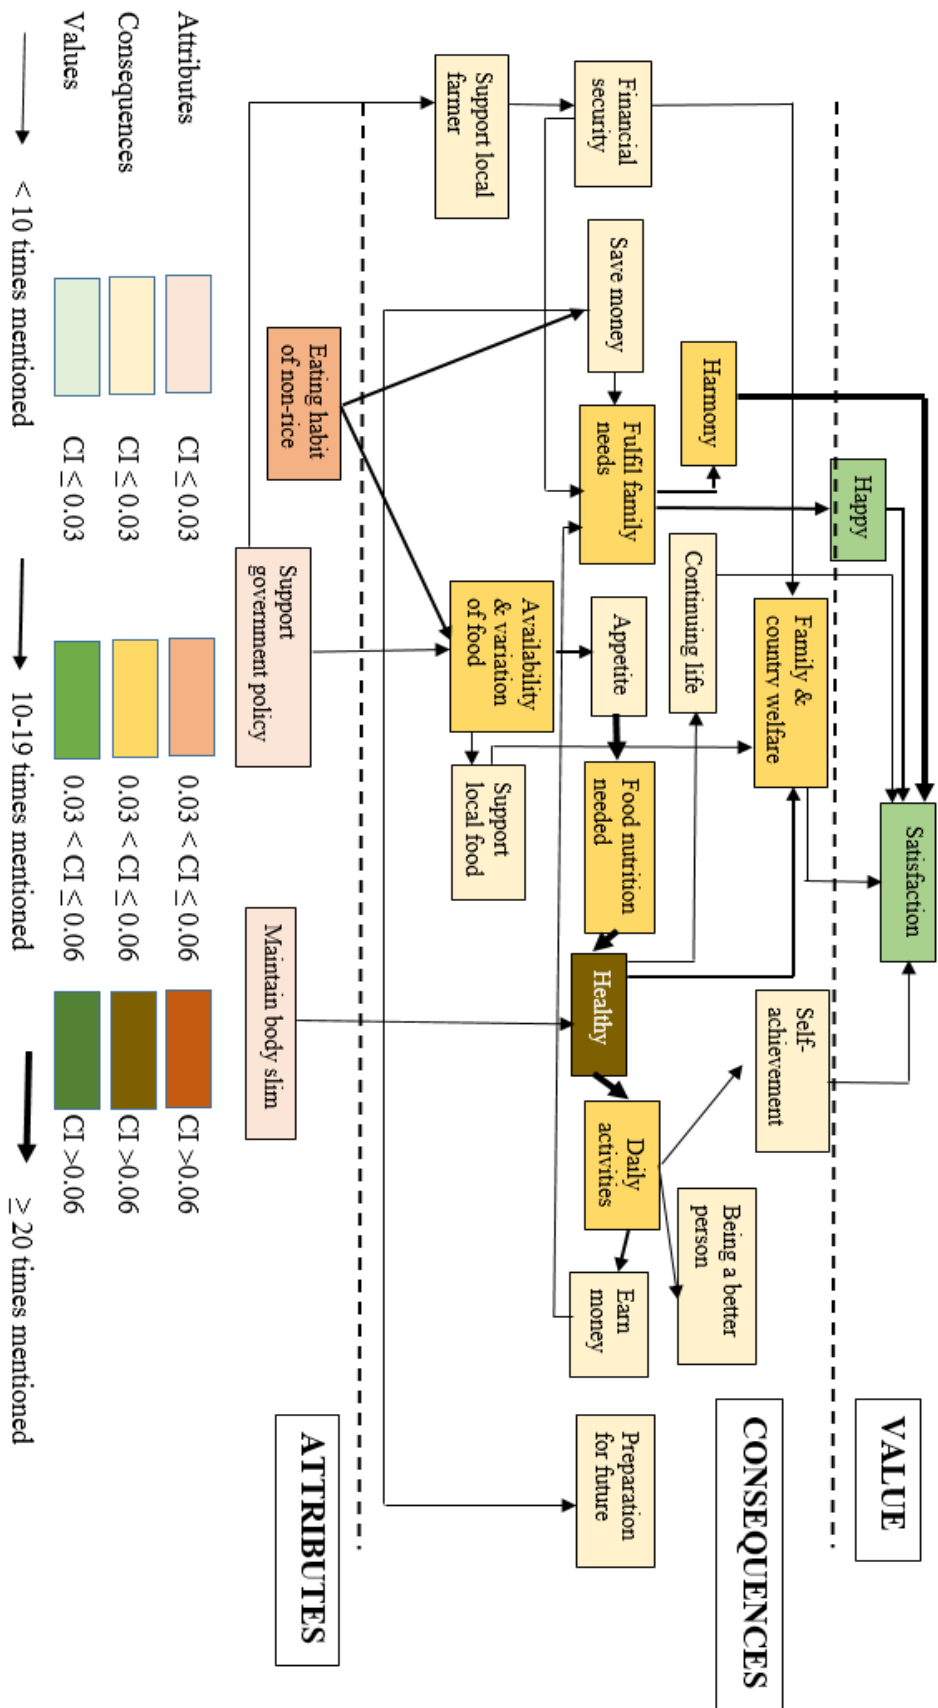 VALUE
Satisfaction
Happy
CONSEQUENCES
Family &
country welfare
Self-
achievement
Harmony
Continuing life
Being a better
person
Financial
security
Save money
Fulfil family
needs
Appetite
Food nutrition
needed
Healthy
Daily
activities
Earn
money
Preparation
for future
Support local
farmer
Availability
& variation
of food
Support
local food
ATTRIBUTES
Eating habit
of non-rice
Support
government policy
Maintain body slim
Attributes
CI ≤ 0.03
0.03 < CI ≤ 0.06
CI >0.06
Consequences
CI ≤ 0.03
0.03 < CI ≤ 0.06
CI >0.06
Values
CI ≤ 0.03
0.03 < CI ≤ 0.06
CI >0.06
< 10 times mentioned
10-19 times mentioned
≥ 20 times mentioned